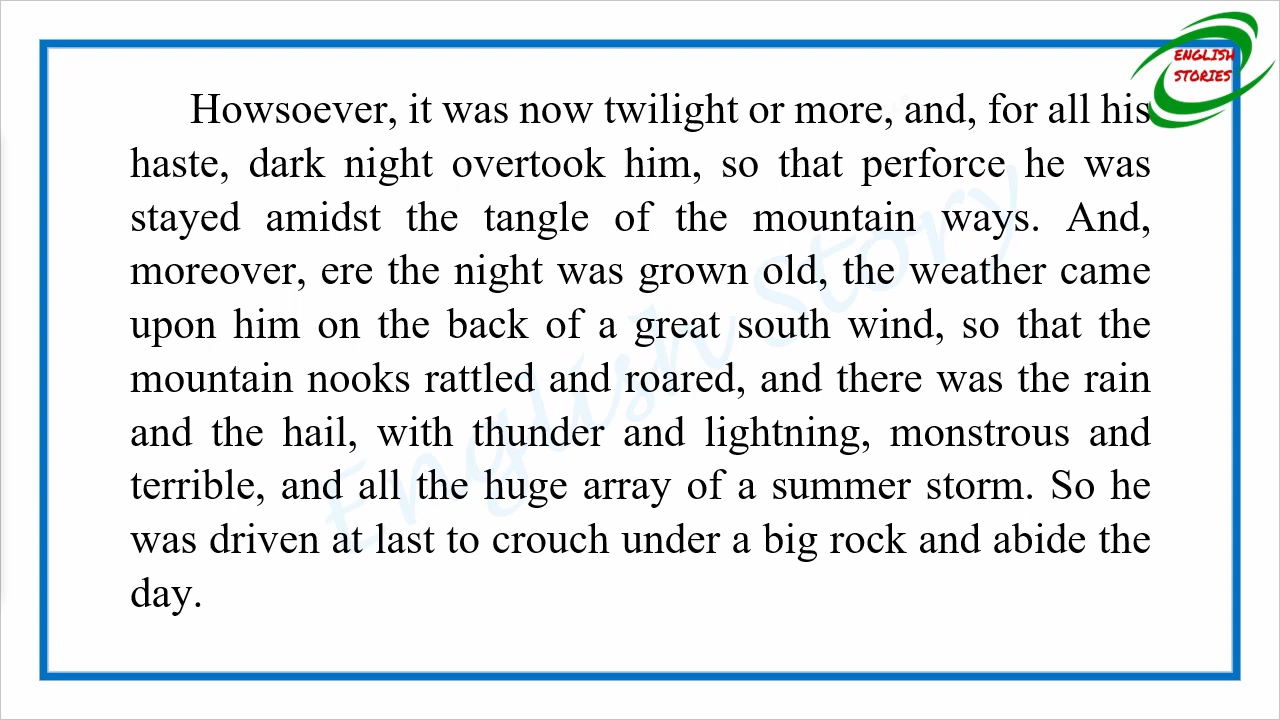 ENGLISH
STORIES
Howsoever, it was now twilight or more, and, for all his
haste, dark night overtook him, so that perforce he was
stayed amidst the tangle of the mountain ways. And,
moreover, ere the night was grown old, the weather came
upon him on the back of a great south wind, so that the
mountain nooks rattled and roared, and there was the rain
and the hail, with thunder and lightning, monstrous and
terrible, and all the huge array of a summer storm. So he
was driven at last to crouch under a big rock and abide the
day.
English Story